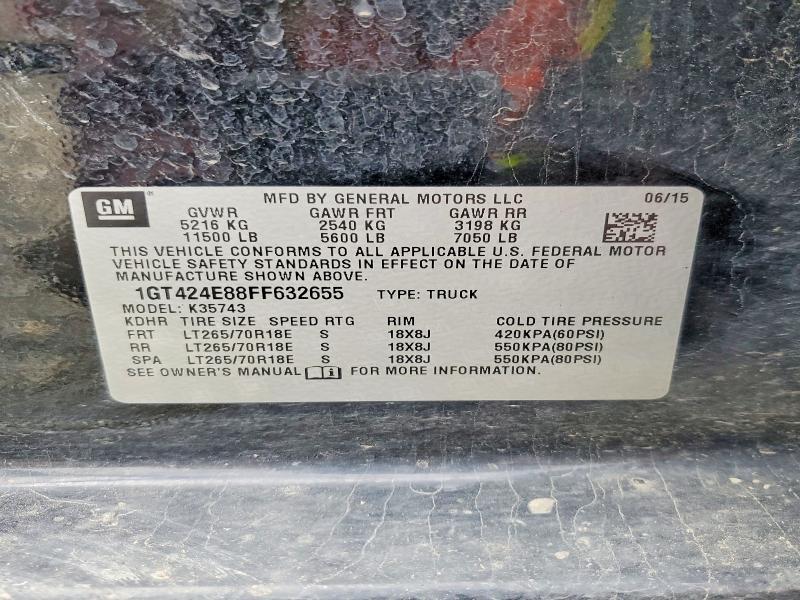 GM ® MFD BY GENERAL MOTORS LLC 06/15
GVWR GAWR FRT GAWR RR
5216 KG 2540 KG 3198 KG
11500 LB 5600 LB 7050 LB
THIS VEHICLE CONFORMS TO ALL APPLICABLE U.S. FEDERAL MOTOR
VEHICLE SAFETY STANDARDS IN EFFECT ON THE DATE OF
MANUFACTURE SHOWN ABOVE.
1GT424E88FF632655 TYPE: TRUCK
MODEL: K35743
KDHR TIRE SIZE SPEED RTG RIM COLD TIRE PRESSURE
FRT LT265/70R18E S 18X8J 420KPA(60PSI)
RR LT265/70R18E S 18X8J 550KPA(80PSI)
SPA LT265/70R18E S 18X8J 550KPA(80PSI)
SEE OWNER'S MANUAL FOR MORE INFORMATION.